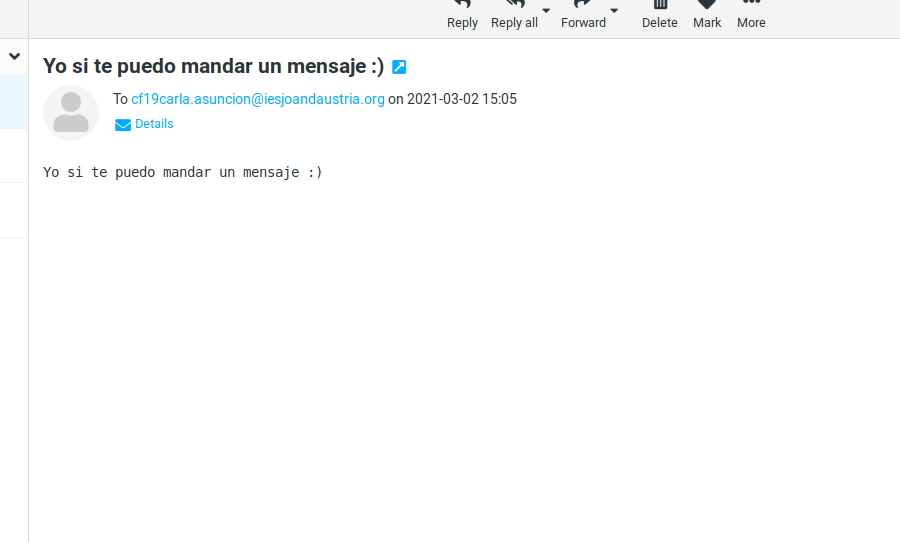 Reply Reply all Forward Delete Mark More
Yo si te puedo mandar un mensaje :)
To cf19carla.asuncion@iesjoandaustria.org on 2021-03-02 15:05
Details
Yo si te puedo mandar un mensaje :)